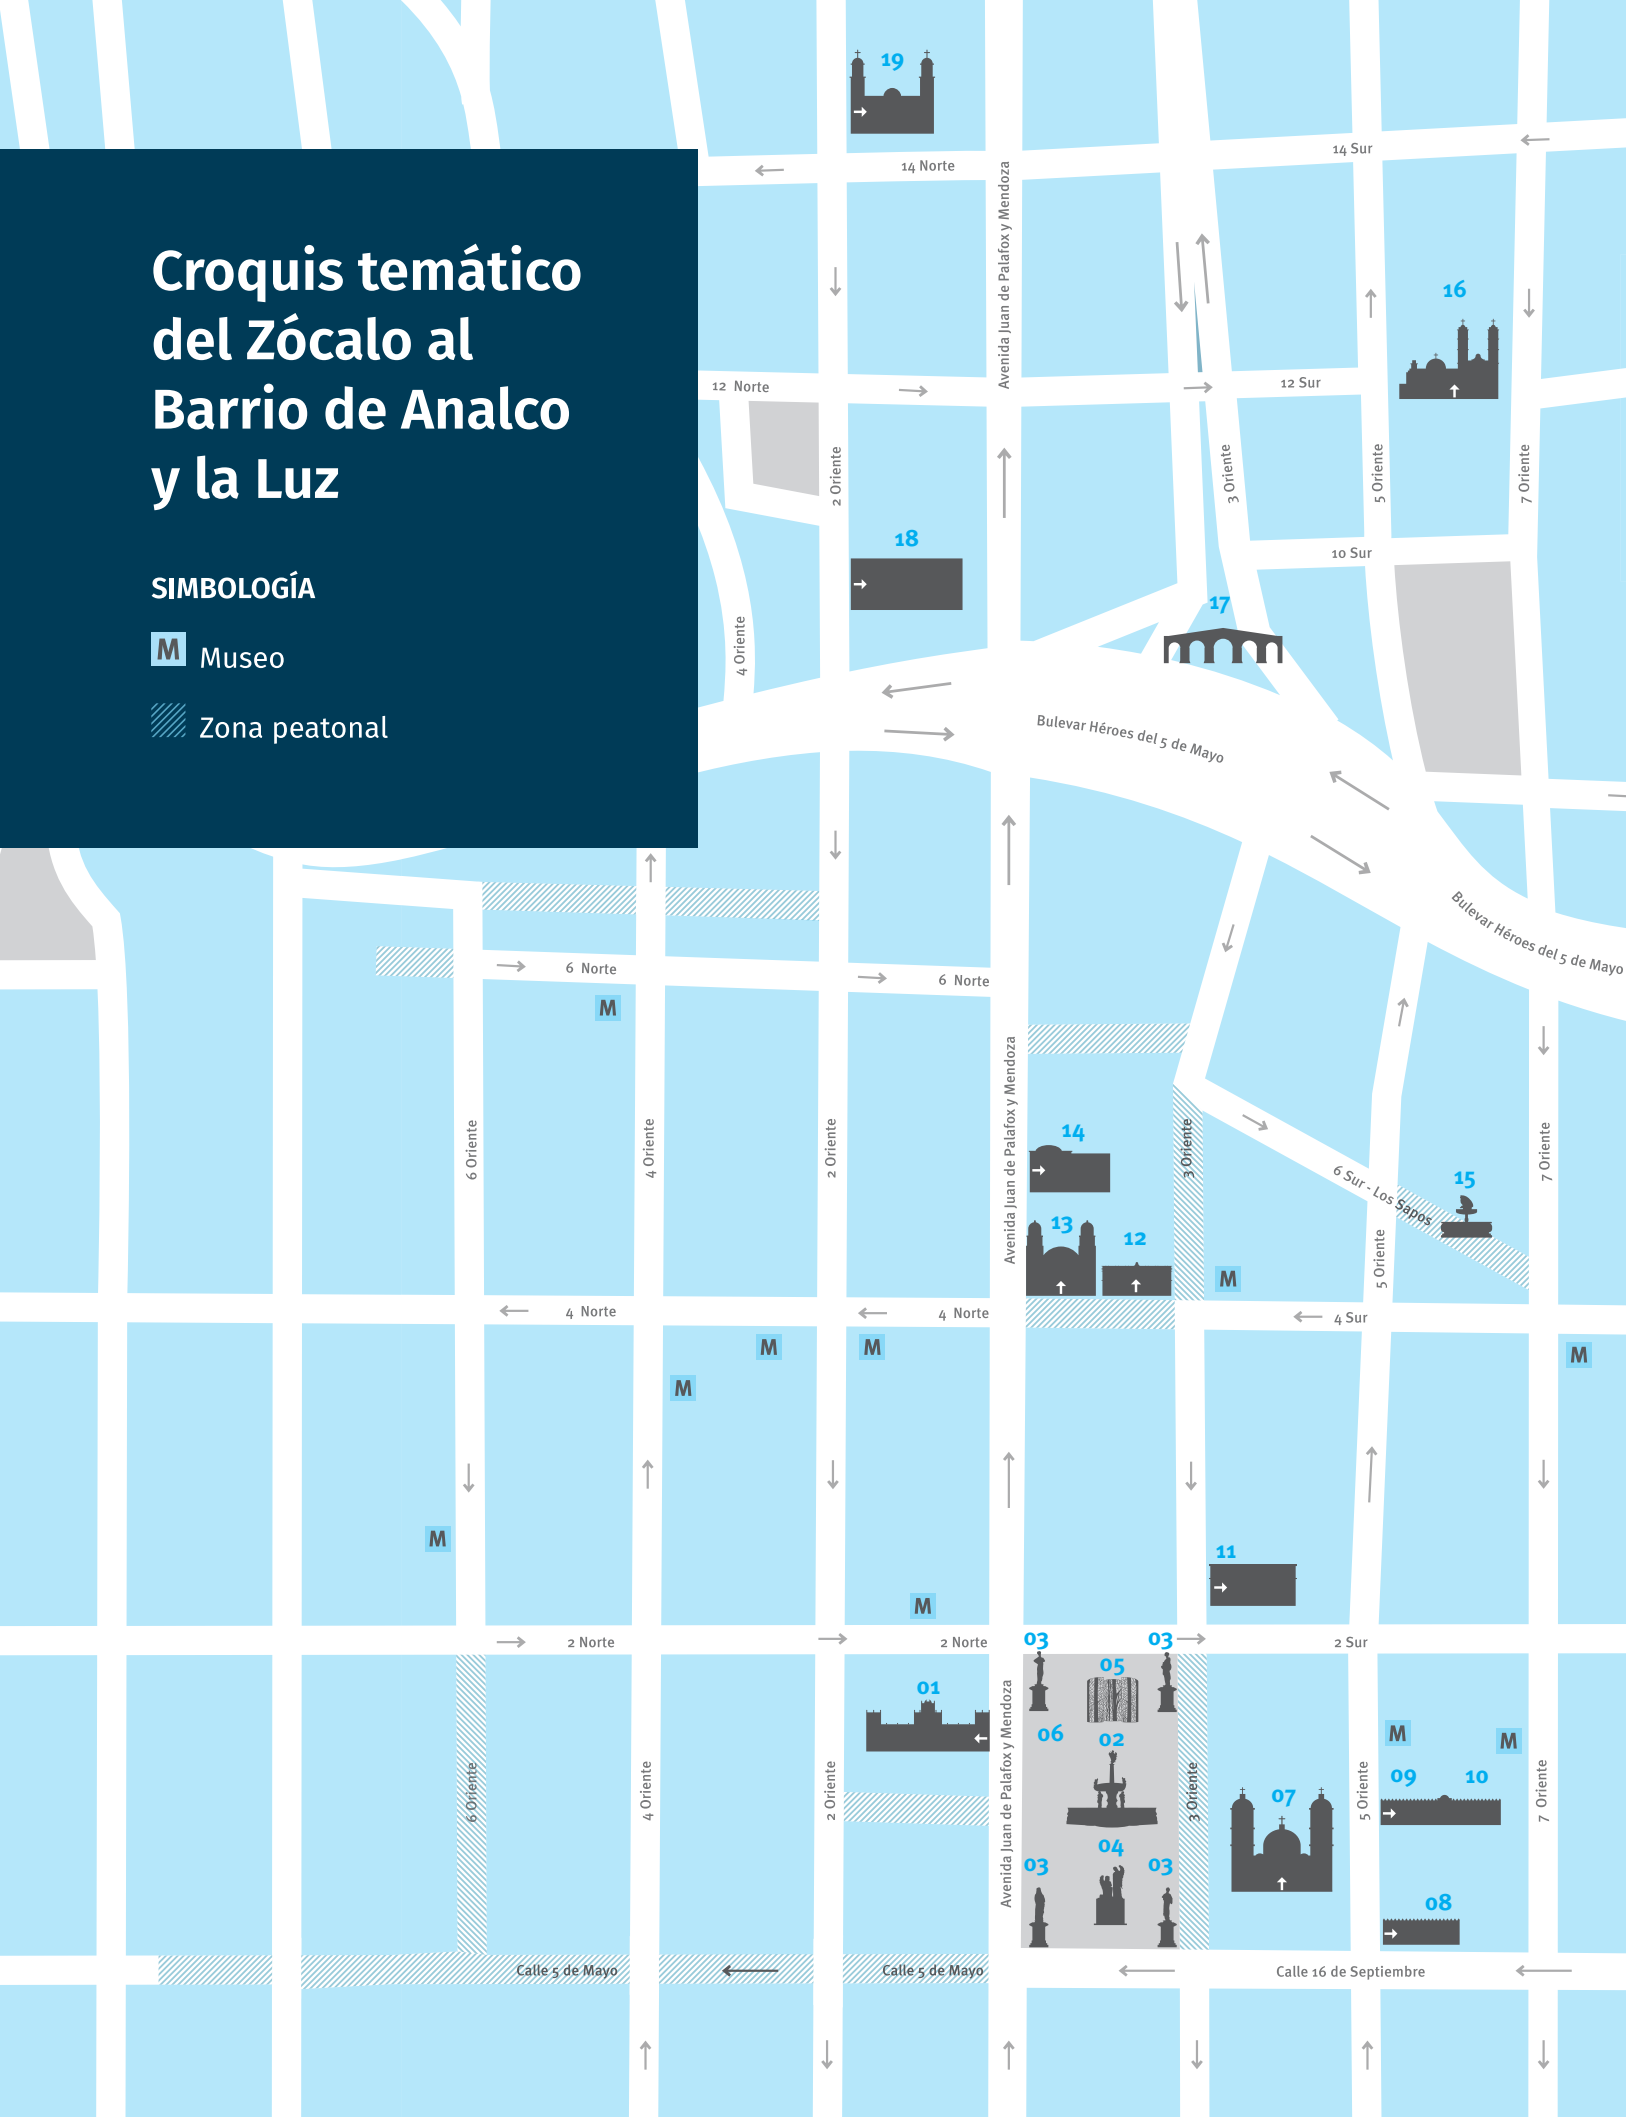 19
14 Norte
14 Sur
Avenida Juan de Palafox y Mendoza
Croquis temático
del Zócalo al
Barrio de Analco
y la Luz
SIMBOLOGÍA
M Museo
Zona peatonal
16
12 Norte
12 Sur
2 Oriente
3 Oriente
5 Oriente
7 Oriente
18
10 Sur
17
4 Oriente
Bulevar Héroes del 5 de Mayo
Bulevar Héroes del 5 de Mayo
6 Norte
6 Norte
M
Avenida Juan de Palafox y Mendoza
14
6 Oriente
4 Oriente
2 Oriente
3 Oriente
7 Oriente
6 Sur - Los Sapos
15
13
12
5 Oriente
M
4 Norte
4 Norte
4 Sur
M
M
M
M
M
11
M
2 Norte
2 Norte
2 Sur
03
03
05
01
06
02
M
M
09
10
6 Oriente
4 Oriente
2 Oriente
Avenida Juan de Palafox y Mendoza
3 Oriente
07
5 Oriente
7 Oriente
04
03
03
08
Calle 5 de Mayo
Calle 5 de Mayo
Calle 16 de Septiembre